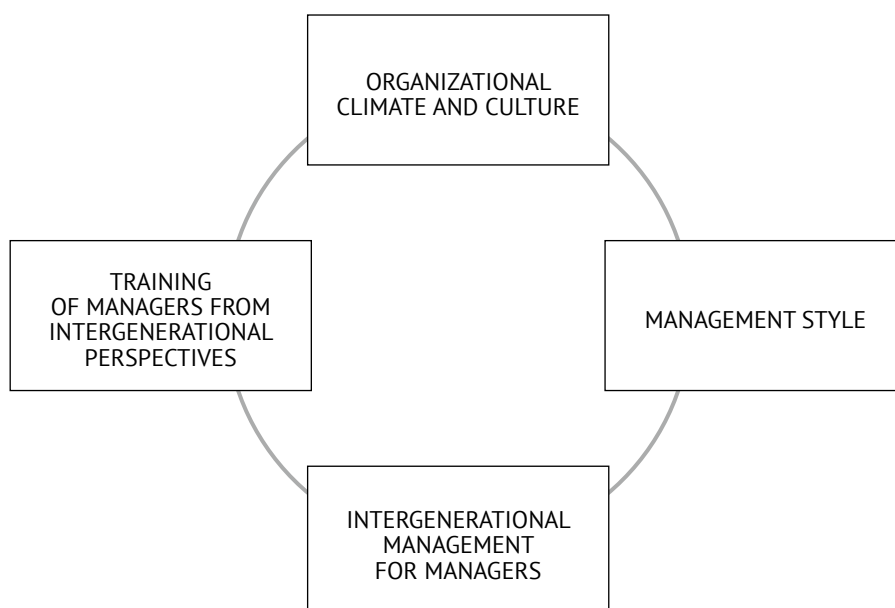 ORGANIZATIONAL
CLIMATE AND CULTURE
TRAINING
OF MANAGERS FROM
INTERGENERATIONAL
PERSPECTIVES
MANAGEMENT STYLE
INTERGENERATIONAL
MANAGEMENT
FOR MANAGERS